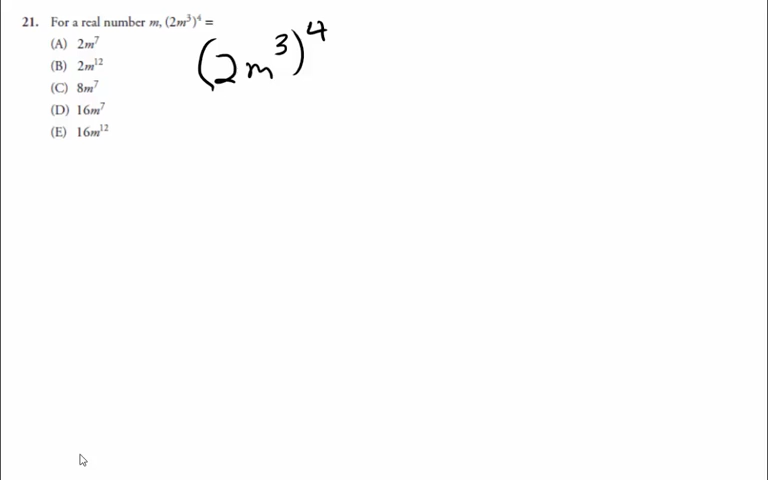 21. For a real number m, (2m³)⁴ =
(A) 2m⁷
(B) 2m¹²
(C) 8m⁷
(D) 16m⁷
(E) 16m¹²
(2m³)⁴